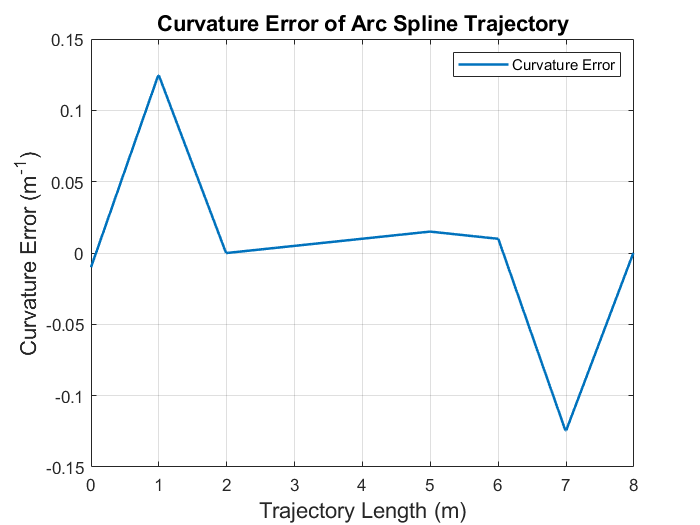 Curvature Error of Arc Spline Trajectory
Curvature Error
0.15
0.1
0.05
0
-0.05
-0.1
-0.15
Curvature Error (m⁻¹)
0 1 2 3 4 5 6 7 8
Trajectory Length (m)